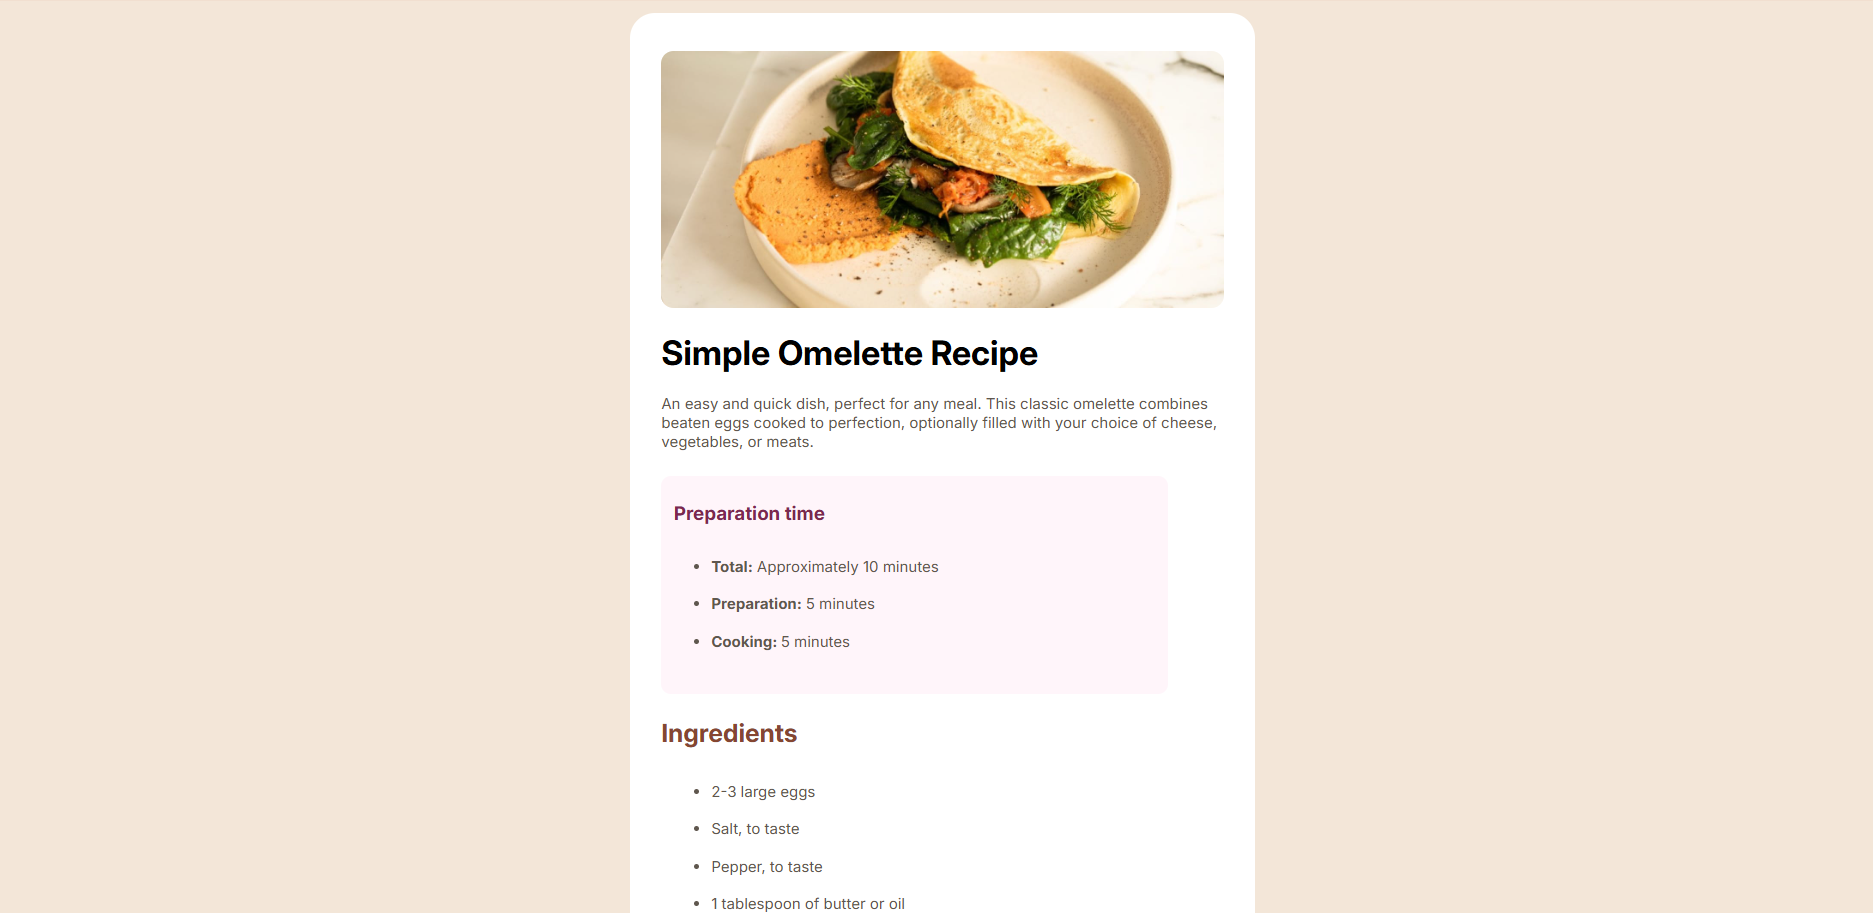 Simple Omelette Recipe
An easy and quick dish, perfect for any meal. This classic omelette combines
beaten eggs cooked to perfection, optionally filled with your choice of cheese,
vegetables, or meats.
Preparation time
• Total: Approximately 10 minutes
• Preparation: 5 minutes
• Cooking: 5 minutes
Ingredients
• 2-3 large eggs
• Salt, to taste
• Pepper, to taste
• 1 tablespoon of butter or oil